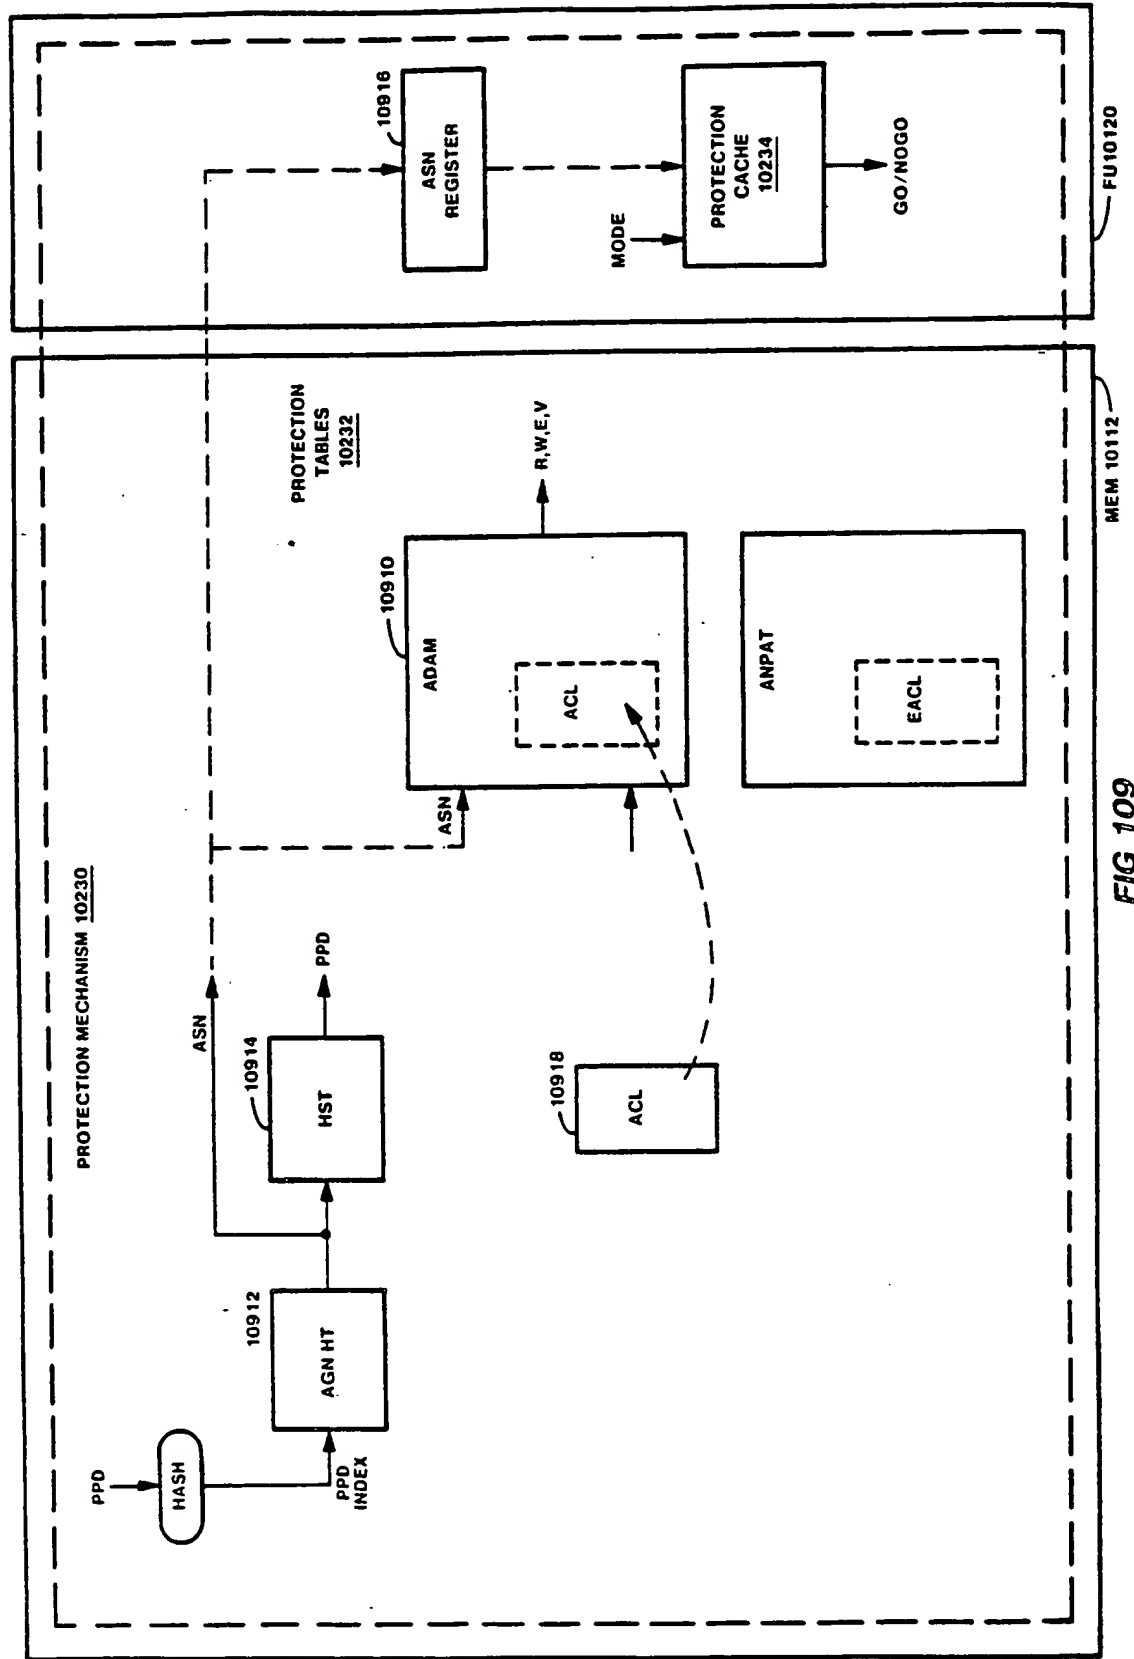 PROTECTION MECHANISM 10230
PPD
HASH
PPD
INDEX
AGN HT
10912
ASN
10914
HST
PPD
10918
ACL
PROTECTION
TABLES
10232
ASN
10910
ADAM
ACL
R,W,E,V
ANPAT
EACL
MEM 10112
10916
ASN
REGISTER
MODE
PROTECTION
CACHE
10234
GO/NOGO
FU10120
FIG 109